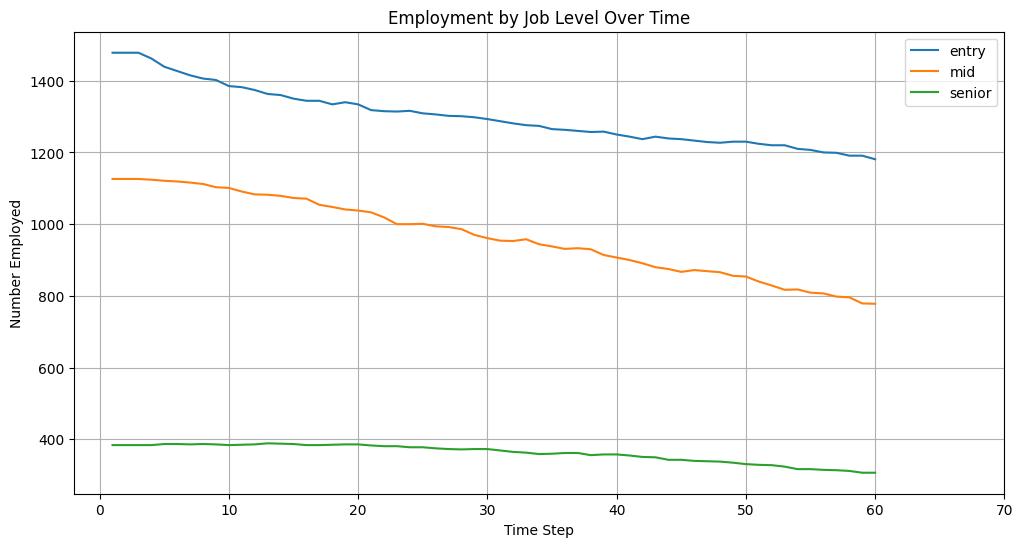 Employment by Job Level Over Time
entry
mid
senior
Number Employed
1400
1200
1000
800
600
400
0 10 20 30 40 50 60 70
Time Step